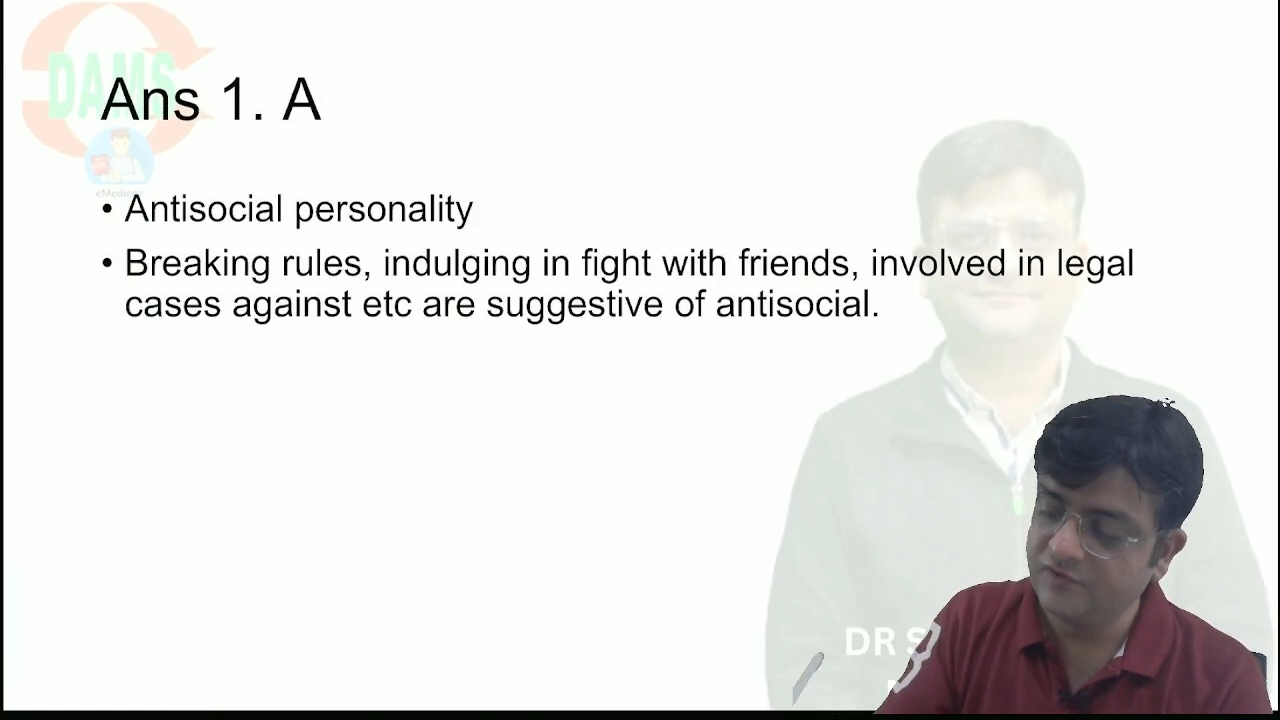 DAMS
Ans 1. A
eMedicoz
• Antisocial personality
• Breaking rules, indulging in fight with friends, involved in legal
cases against etc are suggestive of antisocial.
DR S